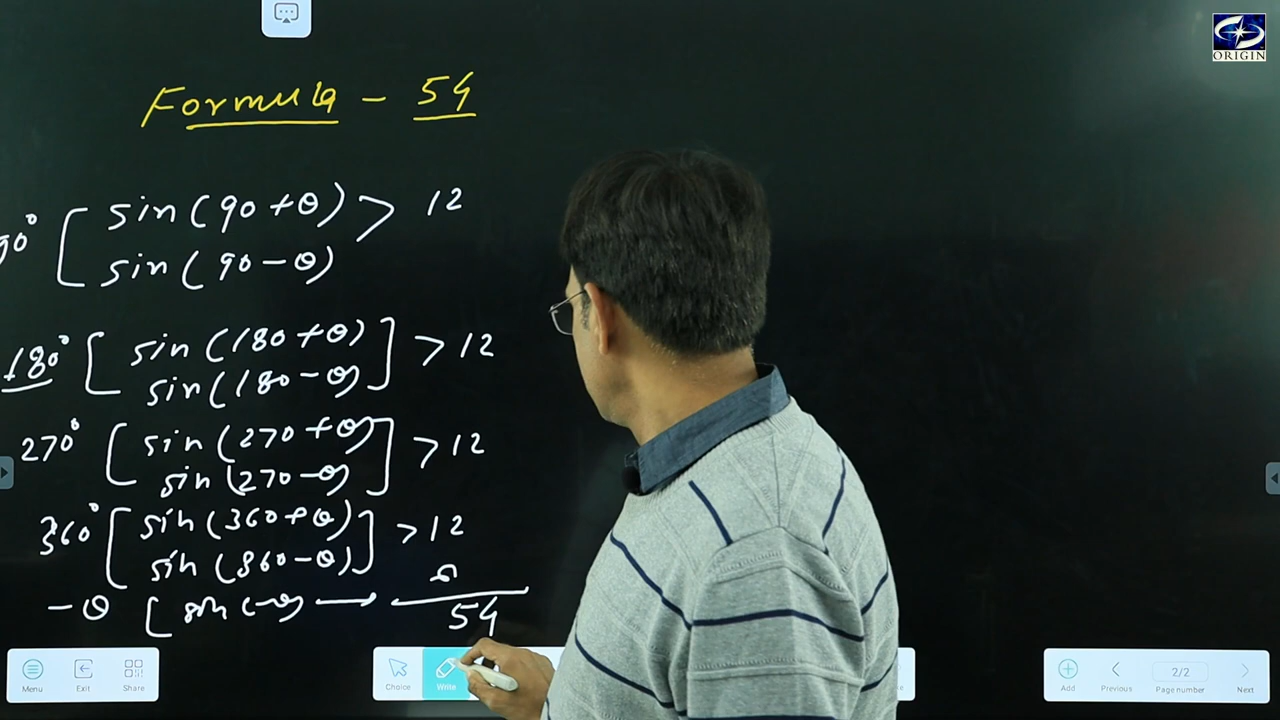 ORIGIN
Formula - 54
90° [ sin(90+θ) > 12
sin(90-θ)
180° [ sin(180+θ) ] > 12
sin(180-θ)
270° [ sin(270+θ) ] > 12
sin(270-θ)
360° [ sin(360+θ) ] > 12
sin(360-θ)
6
-θ [ sin(-θ) →
54
Menu Exit Share Choice Write Add Previous 2/2 Page number Next